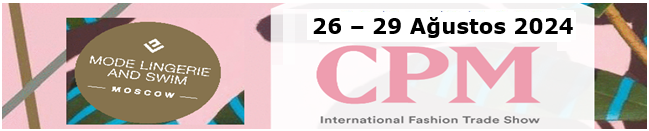 MODE LINGERIE
AND SWIM
MOSCOW
26 – 29 Ağustos 2024
CPM
International Fashion Trade Show